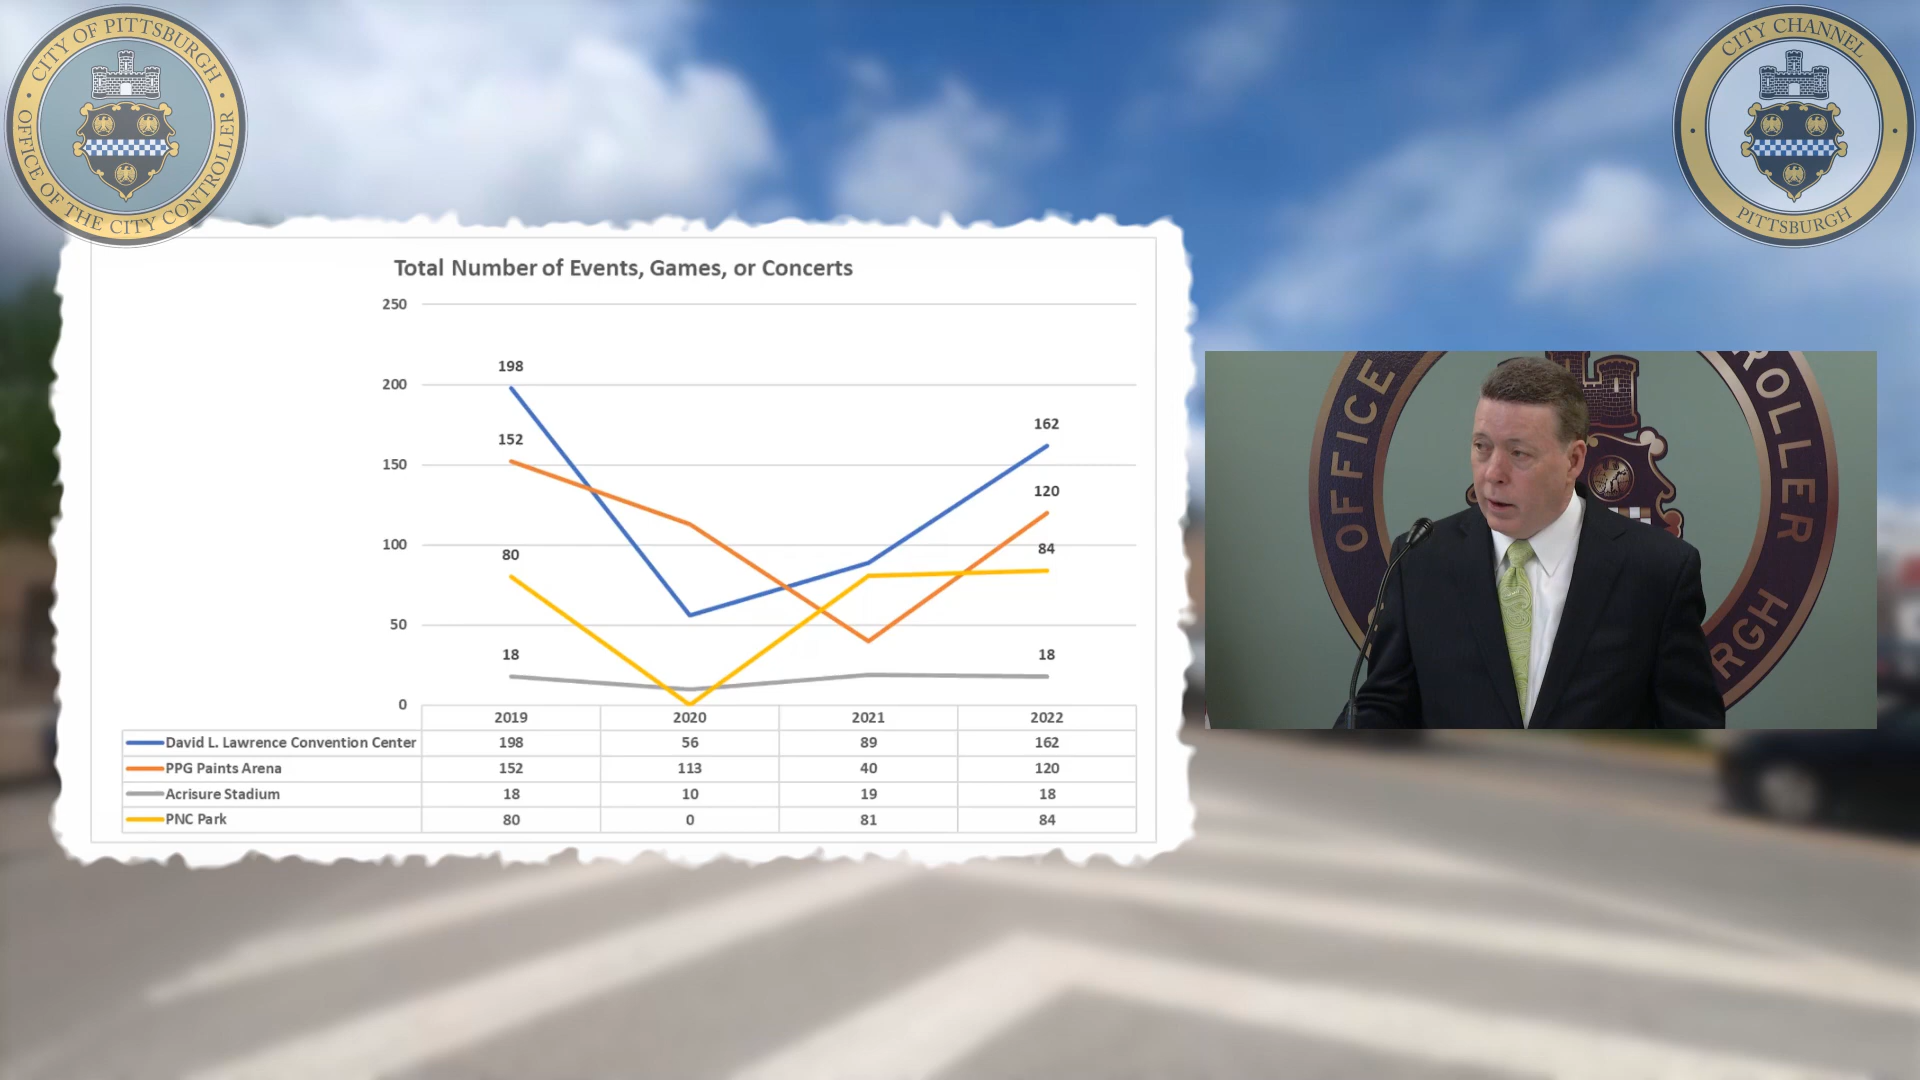 CITY OF PITTSBURGH
OFFICE OF THE CITY CONTROLLER
CITY CHANNEL
PITTSBURGH
Total Number of Events, Games, or Concerts
250
200
150
100
50
0
198
152
80
18
162
120
84
18
2019 2020 2021 2022
David L. Lawrence Convention Center 198 56 89 162
PPG Paints Arena 152 113 40 120
Acrisure Stadium 18 10 19 18
PNC Park 80 0 81 84
OFFICE
ROLLER
RGH